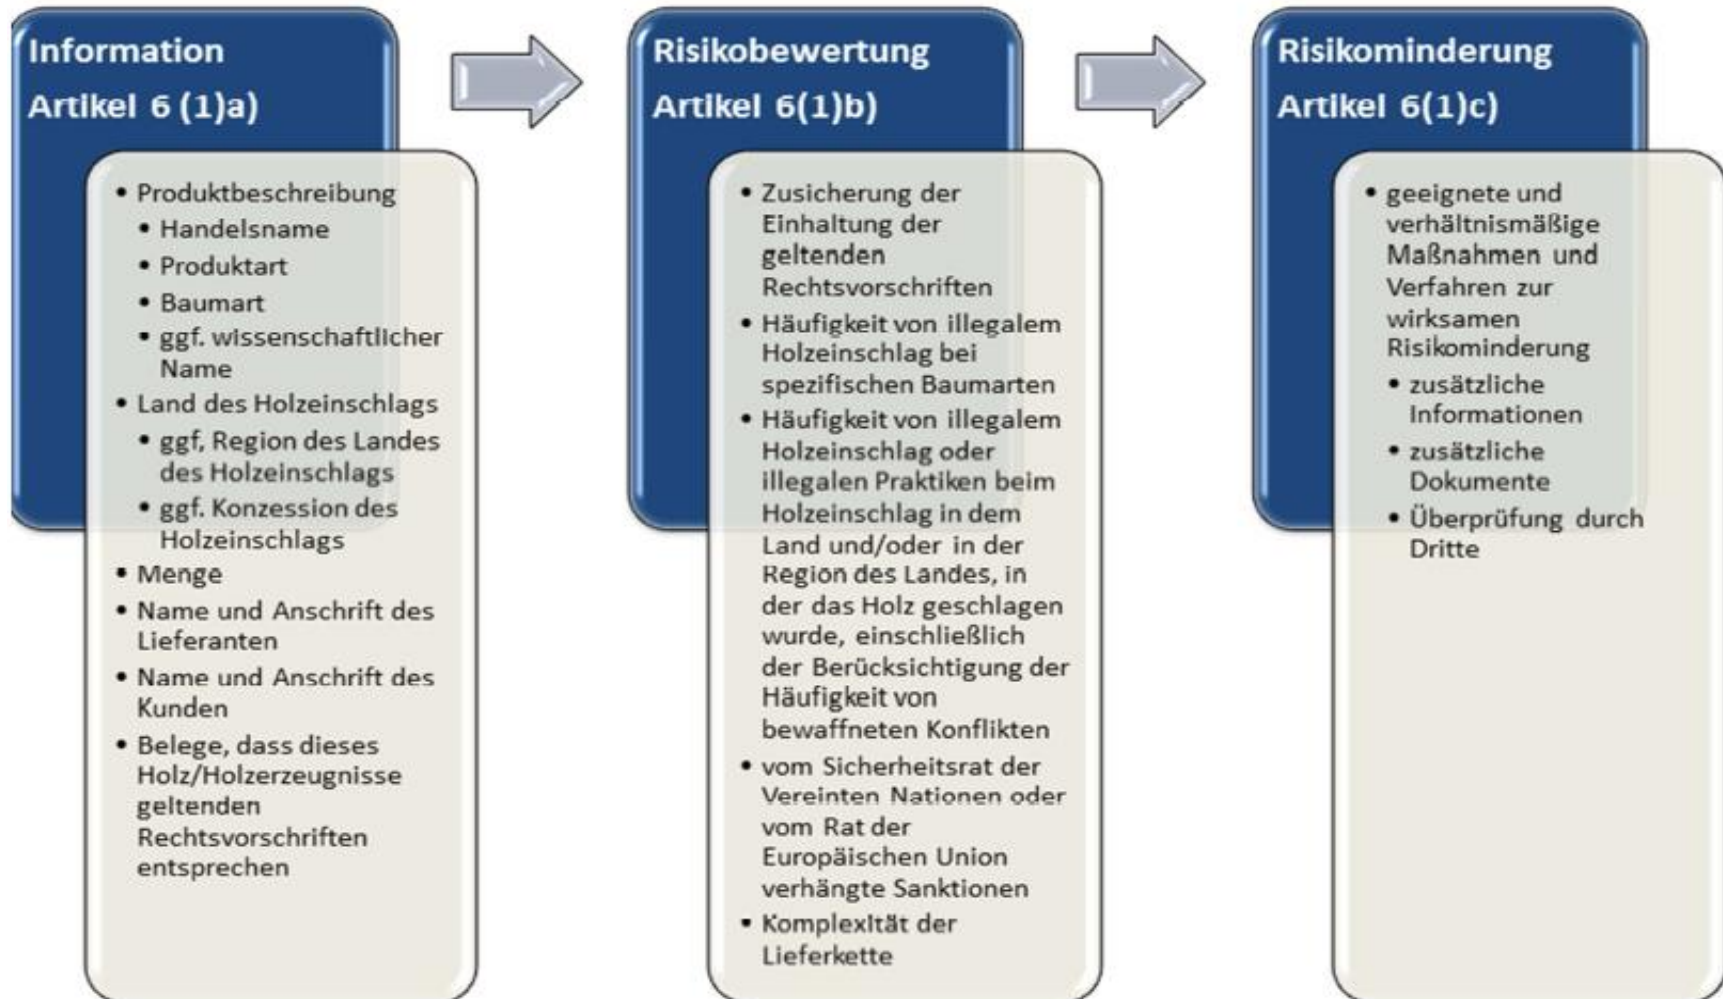 Information
Artikel 6 (1)a)
• Produktbeschreibung
• Handelsname
• Produktart
• Baumart
• ggf. wissenschaftlicher
Name
• Land des Holzeinschlags
• ggf, Region des Landes
des Holzeinschlags
• ggf. Konzession des
Holzeinschlags
• Menge
• Name und Anschrift des
Lieferanten
• Name und Anschrift des
Kunden
• Belege, dass dieses
Holz/Holzerzeugnisse
geltenden
Rechtsvorschriften
entsprechen
Risikobewertung
Artikel 6(1)b)
• Zusicherung der
Einhaltung der
geltenden
Rechtsvorschriften
• Häufigkeit von illegalem
Holzeinschlag bei
spezifischen Baumarten
• Häufigkeit von illegalem
Holzeinschlag oder
illegalen Praktiken beim
Holzeinschlag in dem
Land und/oder in der
Region des Landes, in
der das Holz geschlagen
wurde, einschließlich
der Berücksichtigung der
Häufigkeit von
bewaffneten Konflikten
• vom Sicherheitsrat der
Vereinten Nationen oder
vom Rat der
Europäischen Union
verhängte Sanktionen
• Komplexität der
Lieferkette
Risikominderung
Artikel 6(1)c)
• geeignete und
verhältnismäßige
Maßnahmen und
Verfahren zur
wirksamen
Risikominderung
• zusätzliche
Informationen
• zusätzliche
Dokumente
• Überprüfung durch
Dritte